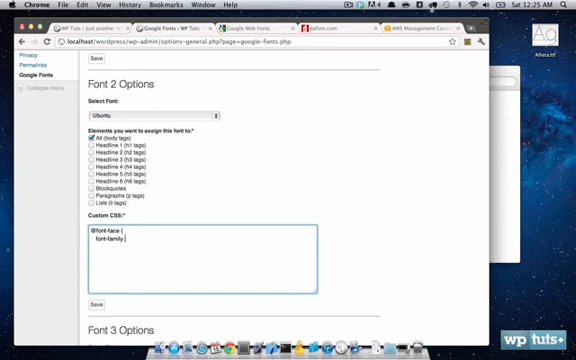 Chrome File Edit View History Bookmarks Window Help
Sat 12:25 AM
WP Tuts | Just another
Google Fonts ‹ WP Tuts
Google Web Fonts
dafont.com
AWS Management Cons
localhost/wordpress/wp-admin/options-general.php?page=google-fonts.php
Ag
Altera.ttf
Privacy
Permalinks
Google Fonts
Collapse menu
Save
Font 2 Options
Select Font:
Ubuntu
Elements you want to assign this font to:*
All (body tags)
Headline 1 (h1 tags)
Headline 2 (h2 tags)
Headline 3 (h3 tags)
Headline 4 (h4 tags)
Headline 5 (h5 tags)
Headline 6 (h6 tags)
Blockquotes
Paragraphs (p tags)
Lists (li tags)
Custom CSS:*
@font-face {
font-family
Save
Font 3 Options
wptuts+